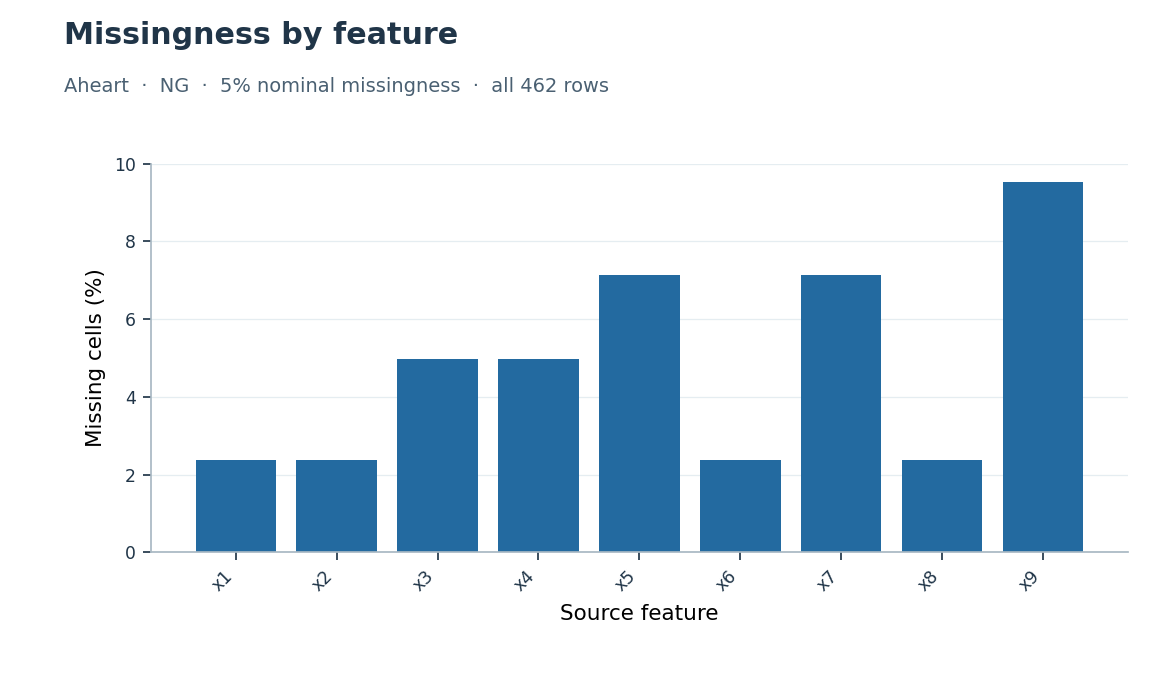 Missingness by feature
Aheart · NG · 5% nominal missingness · all 462 rows
10
8
6
4
2
0
Missing cells (%)
x1 x2 x3 x4 x5 x6 x7 x8 x9
Source feature